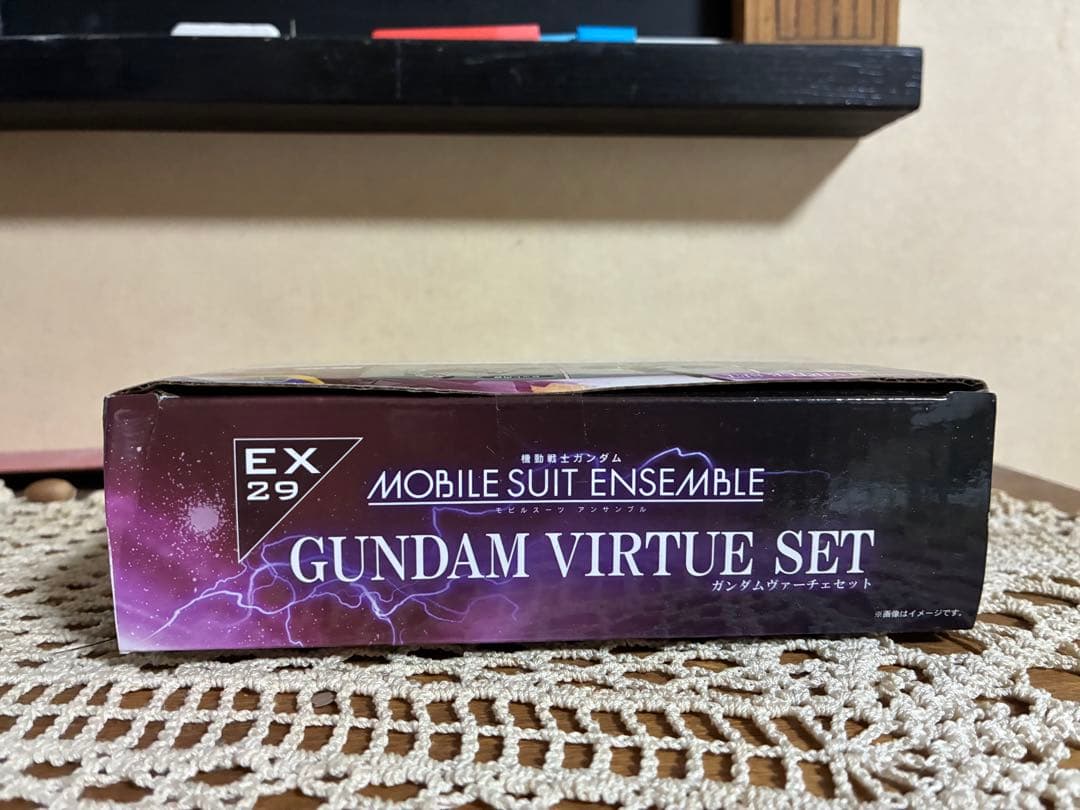 EX
29
機動戦士ガンダム
MOBILE SUIT ENSEMBLE
モビルスーツ アンサンブル
GUNDAM VIRTUE SET
ガンダムヴァーチェセット
※画像はイメージです。